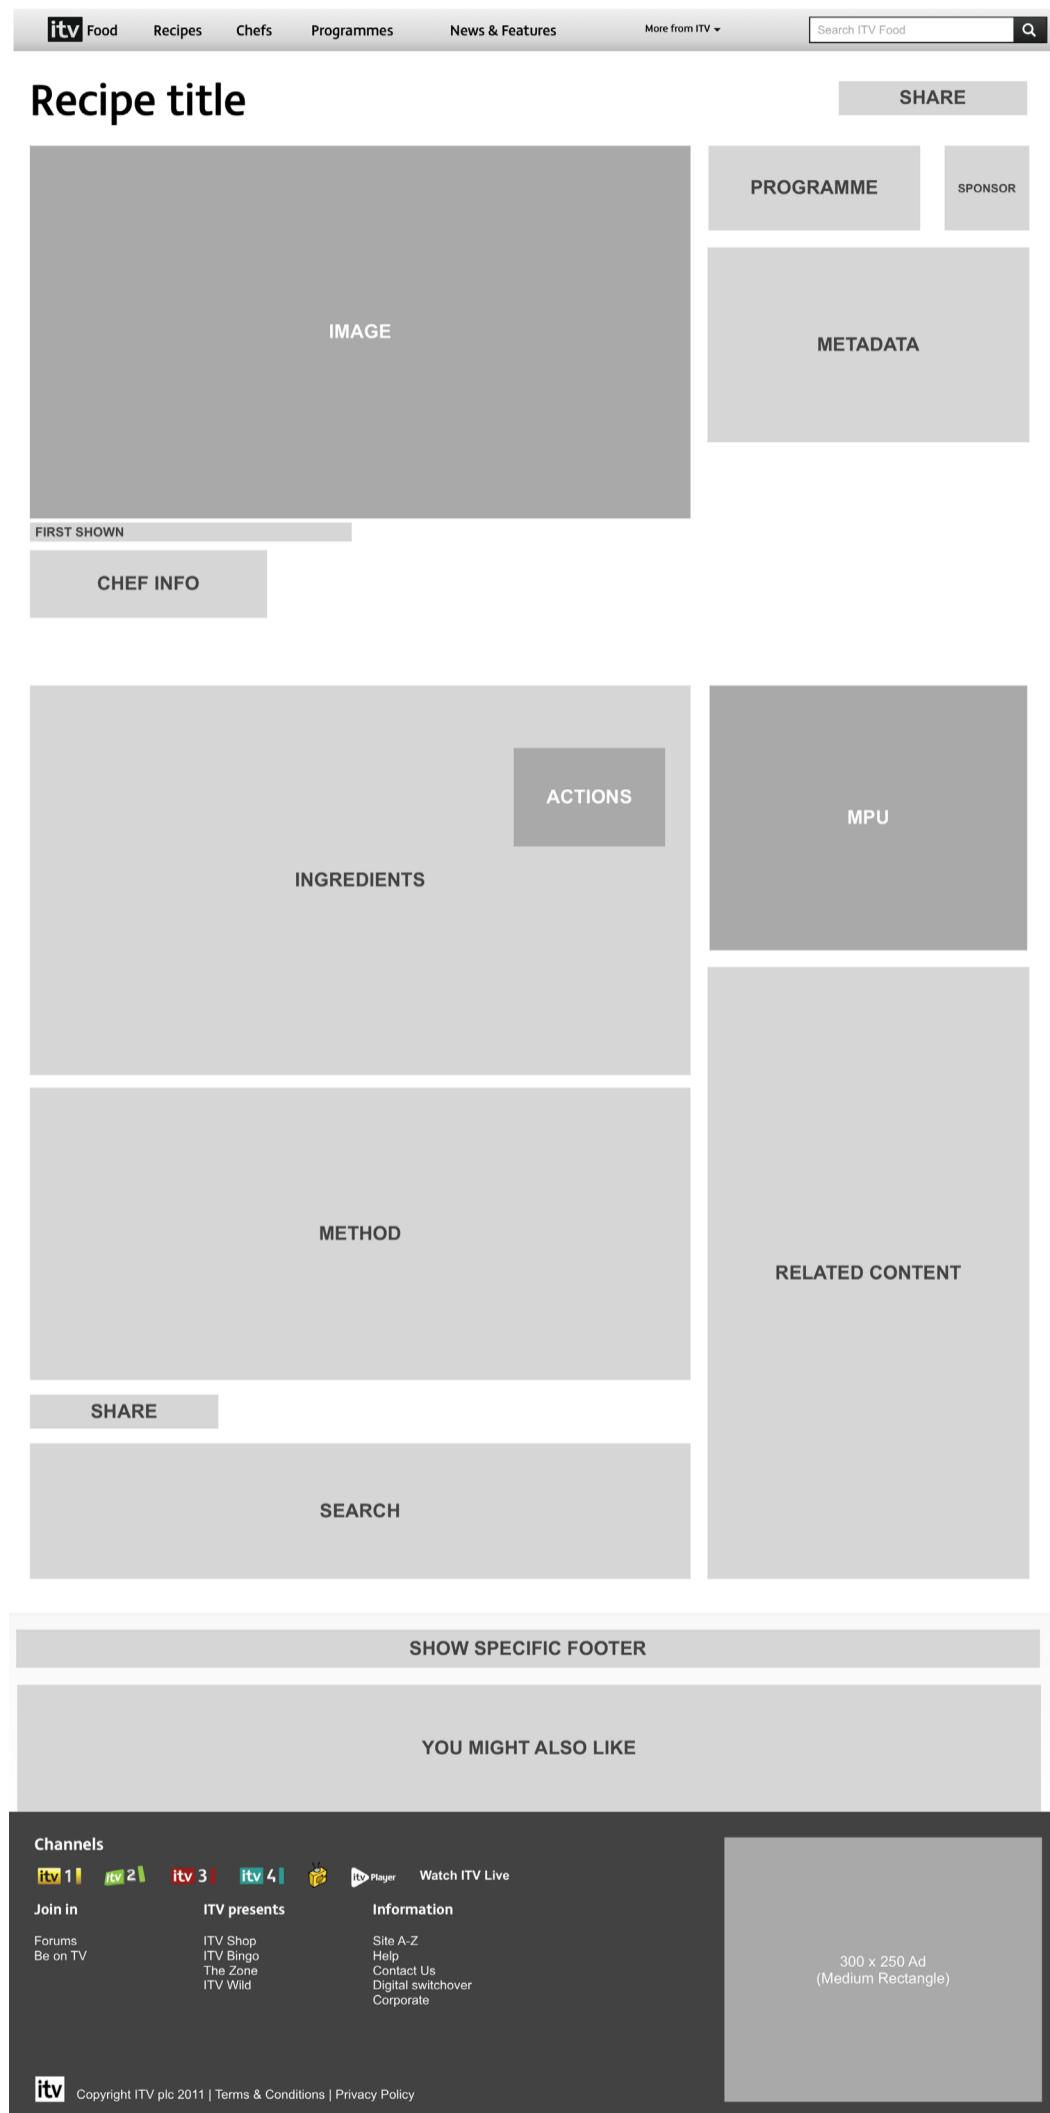 itv Food Recipes Chefs Programmes News & Features More from ITV Search ITV Food
Recipe title
SHARE
IMAGE
PROGRAMME
SPONSOR
METADATA
FIRST SHOWN
CHEF INFO
ACTIONS
INGREDIENTS
MPU
METHOD
RELATED CONTENT
SHARE
SEARCH
SHOW SPECIFIC FOOTER
YOU MIGHT ALSO LIKE
Channels
itv 1 itv 2 itv 3 itv 4 itv Player Watch ITV Live
Join in
Forums
Be on TV
ITV presents
ITV Shop
ITV Bingo
The Zone
ITV Wild
Information
Site A-Z
Help
Contact Us
Digital switchover
Corporate
300 x 250 Ad
(Medium Rectangle)
itv Copyright ITV plc 2011 | Terms & Conditions | Privacy Policy